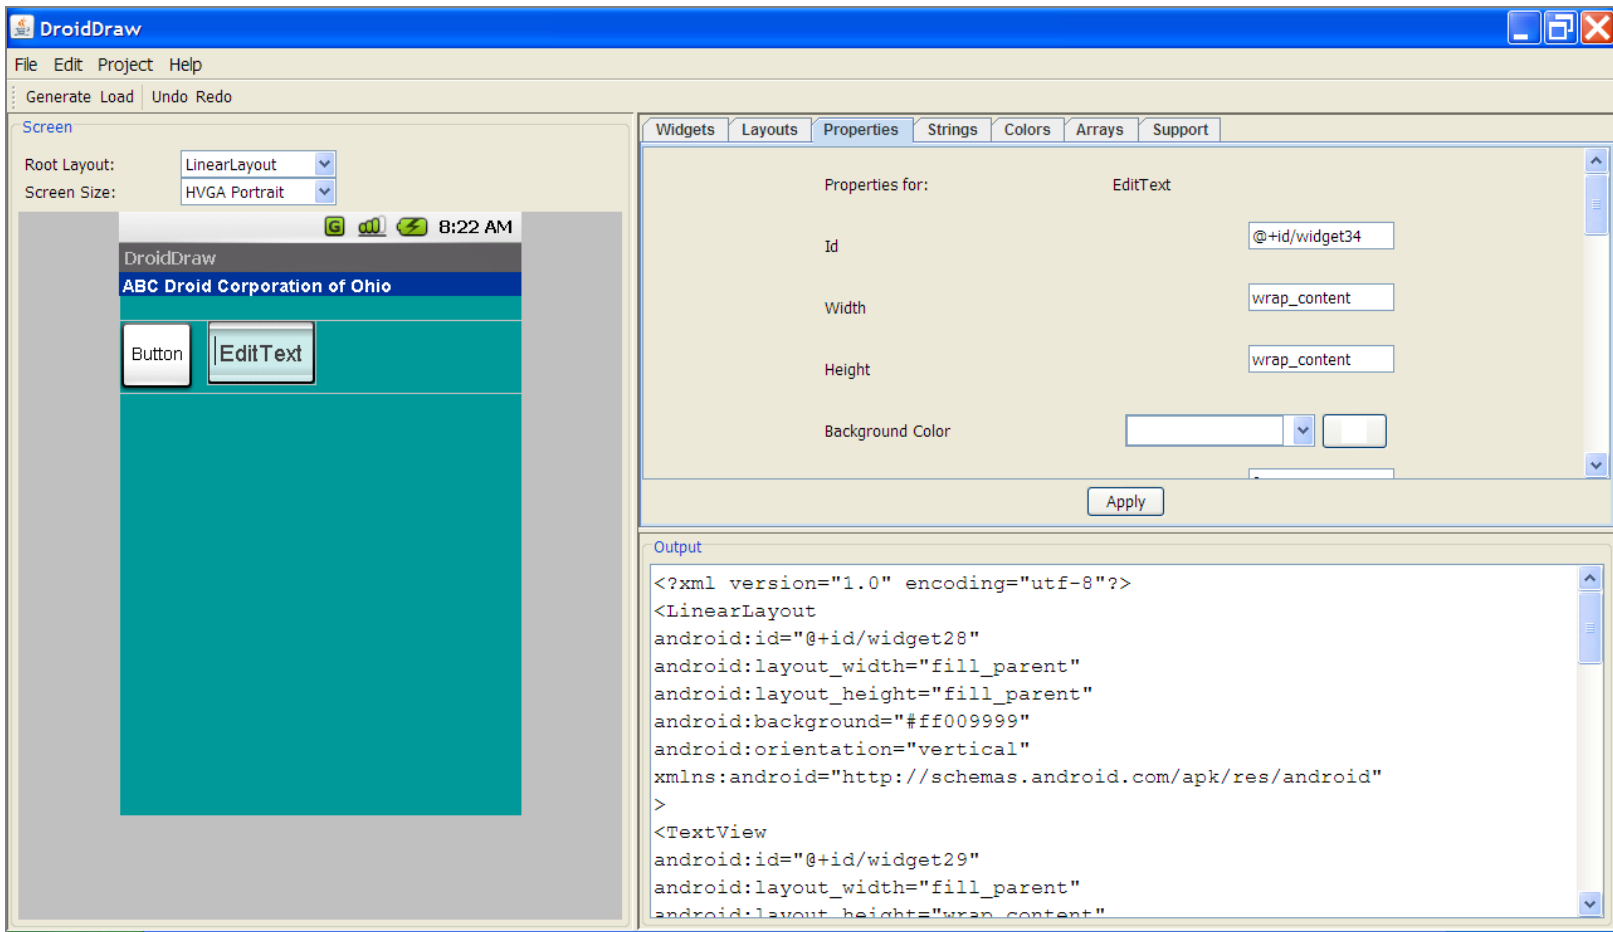 DroidDraw
File Edit Project Help
Generate Load Undo Redo
Screen
Root Layout: LinearLayout
Screen Size: HVGA Portrait
G 8:22 AM
DroidDraw
ABC Droid Corporation of Ohio
Button EditText
Widgets Layouts Properties Strings Colors Arrays Support
Properties for: EditText
Id @+id/widget34
Width wrap_content
Height wrap_content
Background Color
Apply
Output
<?xml version="1.0" encoding="utf-8"?>
<LinearLayout
android:id="@+id/widget28"
android:layout_width="fill_parent"
android:layout_height="fill_parent"
android:background="#ff009999"
android:orientation="vertical"
xmlns:android="http://schemas.android.com/apk/res/android"
>
<TextView
android:id="@+id/widget29"
android:layout_width="fill_parent"
android:layout_height="wrap_content"